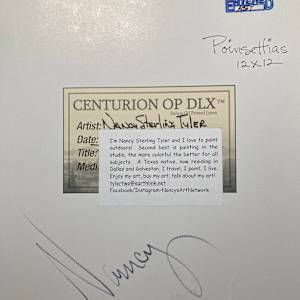 ENTERED
Poinsettias
12x12
CENTURION OP DLX™
Artist: Nancy Sterling Tyler
Date:
Title:
Medi
I'm Nancy Sterling Tyler and I love to paint
outdoors! Second best is painting in the
studio, the more colorful the better for all
subjects. A Texas native, now residing in
Dallas and Galveston, I travel, I paint, I live.
Enjoy my art, buy my art, talk about my art!
Tylertwo@earthlink.net
Facebook/Instagram-NancysArtNetwork
Nancy